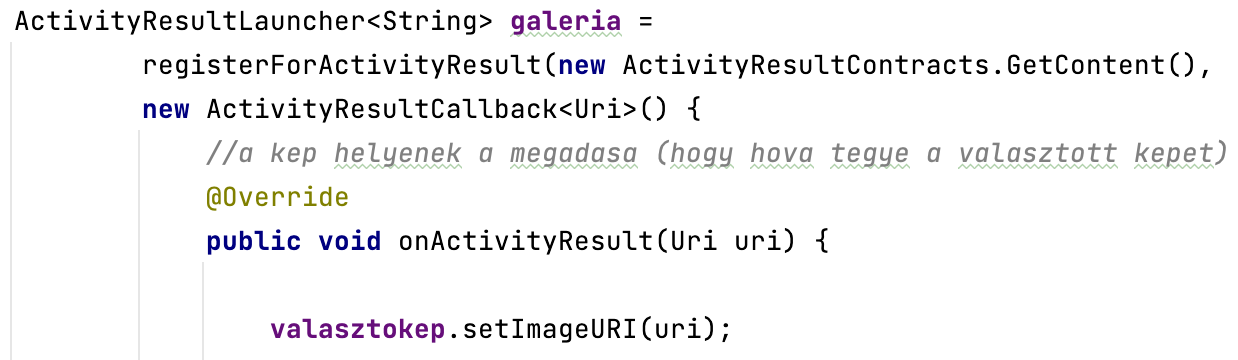 ActivityResultLauncher<String> galeria =
registerForActivityResult(new ActivityResultContracts.GetContent(),
new ActivityResultCallback<Uri>() {
//a kep helyenek a megadasa (hogy hova tegye a valasztott kepet)
@Override
public void onActivityResult(Uri uri) {
valasztokep.setImageURI(uri);